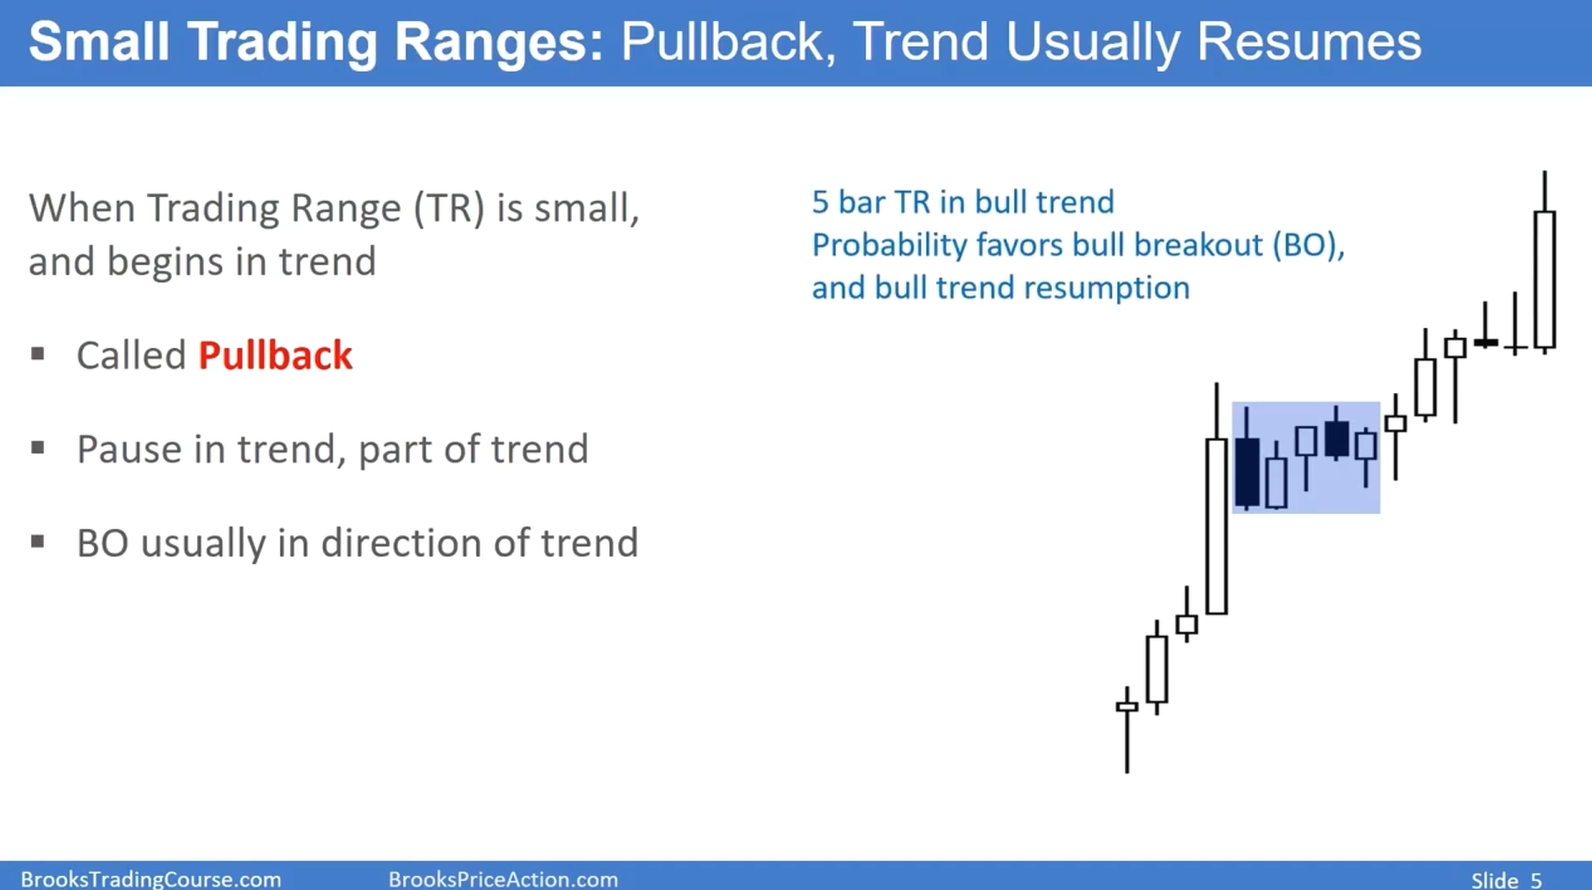 Small Trading Ranges: Pullback, Trend Usually Resumes
When Trading Range (TR) is small,
and begins in trend
▪ Called Pullback
▪ Pause in trend, part of trend
▪ BO usually in direction of trend
5 bar TR in bull trend
Probability favors bull breakout (BO),
and bull trend resumption
BrooksTradingCourse.com
BrooksPriceAction.com
Slide 5